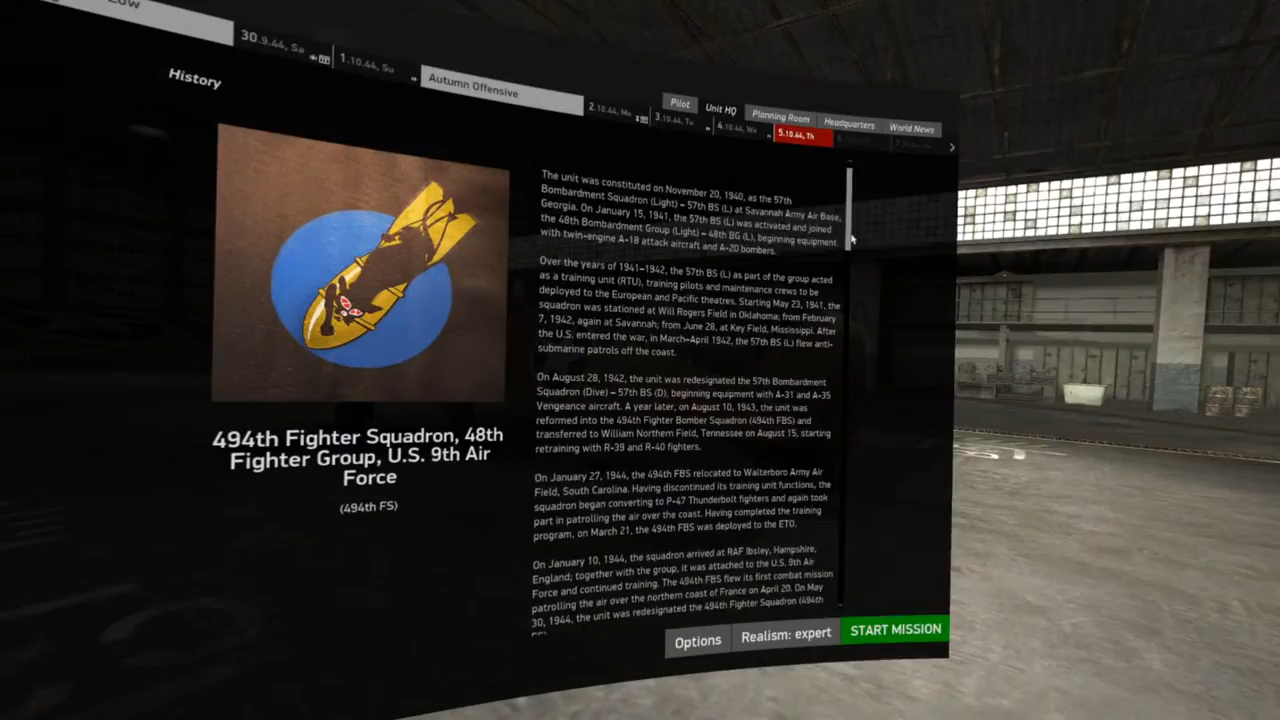 30.9.44, Sa
1.10.44, Su
Autumn Offensive
2.10.44, Mo
3.10.44, Tu
4.10.44, We
5.10.44, Th
Pilot
Unit HQ
Planning Room
Headquarters
World News
History
494th Fighter Squadron, 48th
Fighter Group, U.S. 9th Air
Force
(494th FS)
The unit was constituted on November 20, 1940, as the 57th
Bombardment Squadron (Light) – 57th BS (L) at Savannah Army Air Base,
Georgia. On January 15, 1941, the 57th BS (L) was activated and joined
the 48th Bombardment Group (Light) – 48th BG (L), beginning equipment
with twin-engine A-18 attack aircraft and A-20 bombers.
Over the years of 1941–1942, the 57th BS (L) as part of the group acted
as a training unit (RTU), training pilots and maintenance crews to be
deployed to the European and Pacific theatres. Starting May 23, 1941, the
squadron was stationed at Will Rogers Field in Oklahoma; from February
7, 1942, again at Savannah; from June 28, at Key Field, Mississippi. After
the U.S. entered the war, in March–April 1942, the 57th BS (L) flew anti-
submarine patrols off the coast.
On August 28, 1942, the unit was redesignated the 57th Bombardment
Squadron (Dive) – 57th BS (D), beginning equipment with A-31 and A-35
Vengeance aircraft. A year later, on August 10, 1943, the unit was
reformed into the 494th Fighter Bomber Squadron (494th FBS) and
transferred to William Northern Field, Tennessee on August 15, starting
retraining with R-39 and R-40 fighters.
On January 27, 1944, the 494th FBS relocated to Walterboro Army Air
Field, South Carolina. Having discontinued its training unit functions, the
squadron began converting to P-47 Thunderbolt fighters and again took
part in patrolling the air over the coast. Having completed the training
program, on March 21, the 494th FBS was deployed to the ETO.
On January 10, 1944, the squadron arrived at RAF Ibsley, Hampshire,
England; together with the group, it was attached to the U.S. 9th Air
Force and continued training. The 494th FBS flew its first combat mission
patrolling the air over the northern coast of France on April 20. On May
30, 1944, the unit was redesignated the 494th Fighter Squadron (494th
Options
Realism: expert
START MISSION